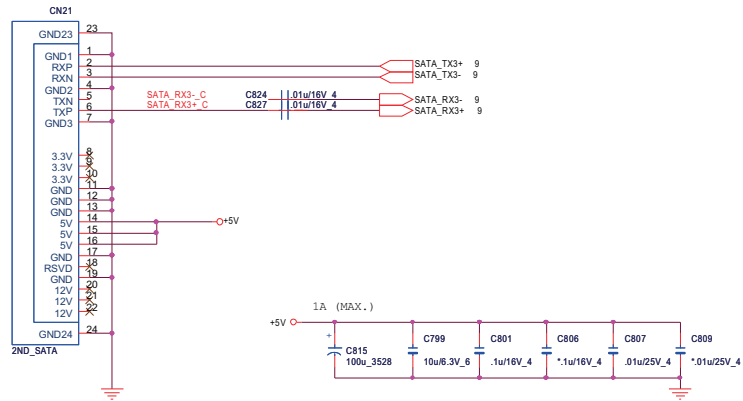 CN21
GND23 23
GND1 1
RXP 2 SATA_TX3+ 9
RXN 3 SATA_TX3- 9
GND2 4
TXN 5 SATA_RX3-_C C824 .01u/16V_4 SATA_RX3- 9
TXP 6 SATA_RX3+_C C827 .01u/16V_4 SATA_RX3+ 9
GND3 7
3.3V 8
3.3V 9
3.3V 10
GND 11
GND 12
GND 13
5V 14 +5V
5V 15
5V 16
GND 17
RSVD 18
GND 19
12V 20
12V 21
12V 22
GND24 24
2ND_SATA
1A (MAX.)
+5V
+
C815
100u_3528
C799
10u/6.3V_6
C801
.1u/16V_4
C806
*.1u/16V_4
C807
.01u/25V_4
C809
*.01u/25V_4